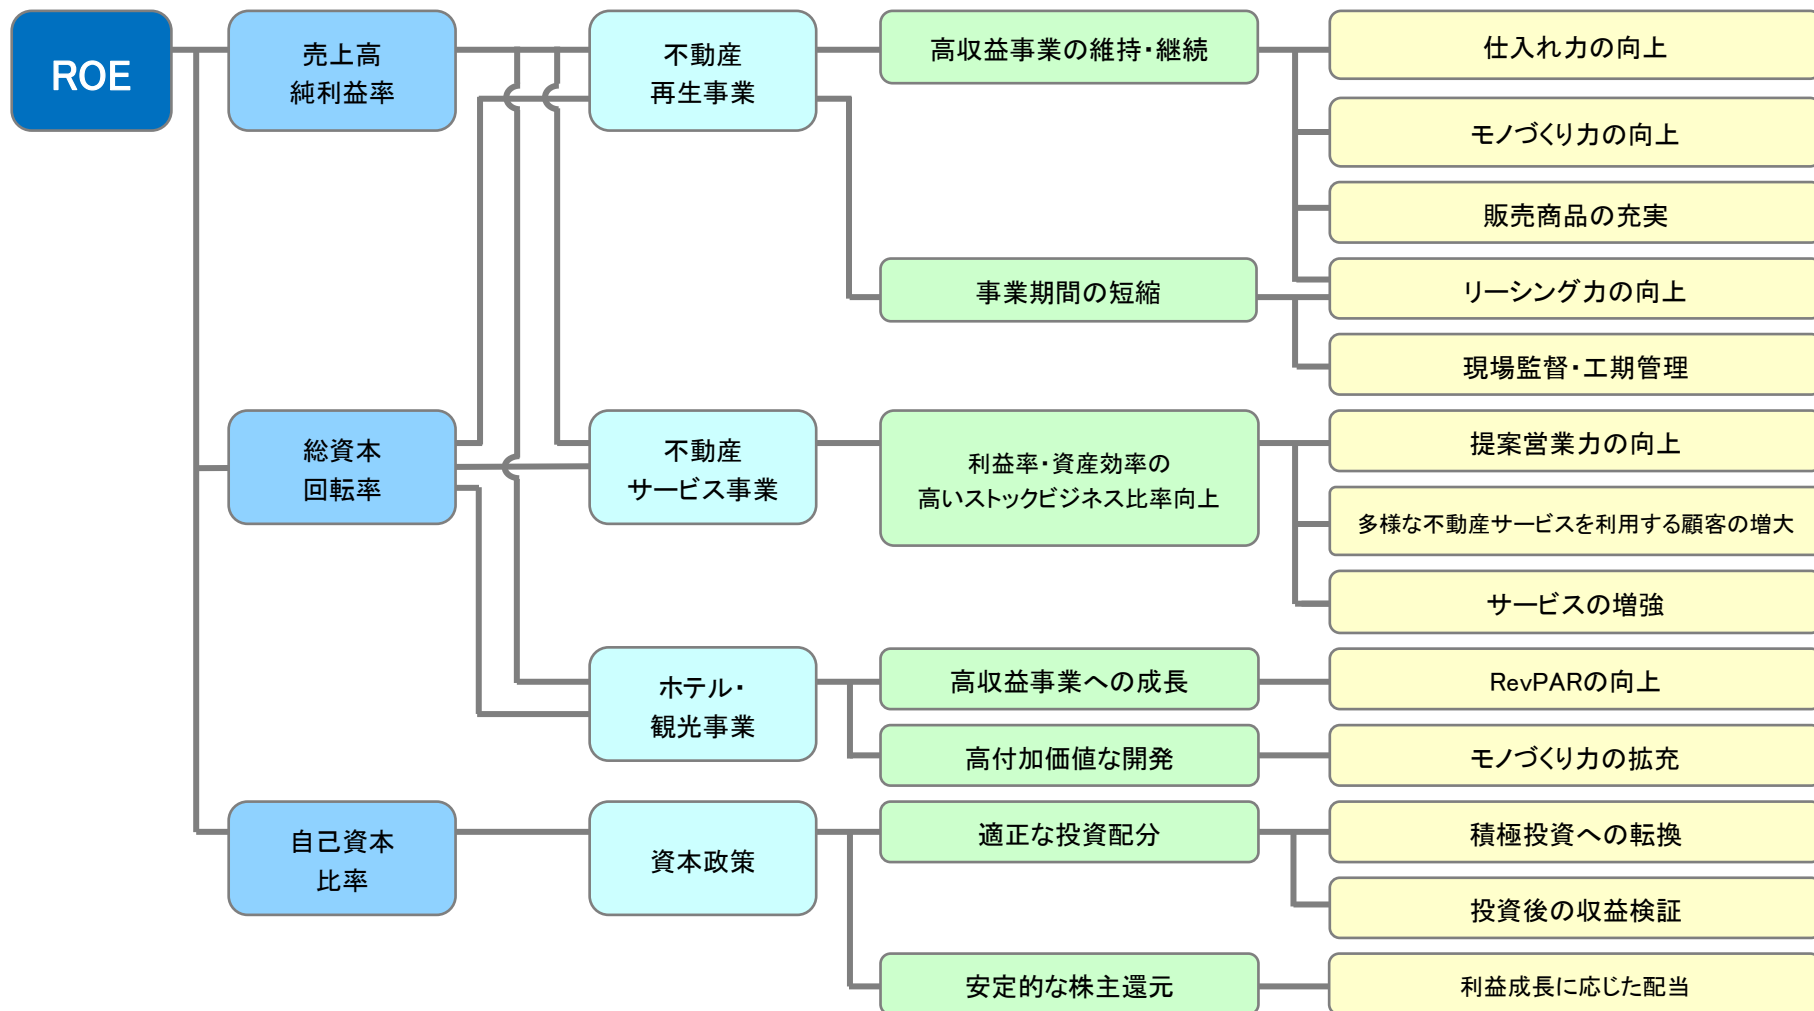 ROE
売上高
純利益率
不動産
再生事業
高収益事業の維持・継続
仕入れ力の向上
モノづくり力の向上
販売商品の充実
事業期間の短縮
リーシング力の向上
現場監督・工期管理
総資本
回転率
不動産
サービス事業
利益率・資産効率の
高いストックビジネス比率向上
提案営業力の向上
多様な不動産サービスを利用する顧客の増大
サービスの増強
ホテル・
観光事業
高収益事業への成長
RevPARの向上
高付加価値な開発
モノづくり力の拡充
自己資本
比率
資本政策
適正な投資配分
積極投資への転換
投資後の収益検証
安定的な株主還元
利益成長に応じた配当